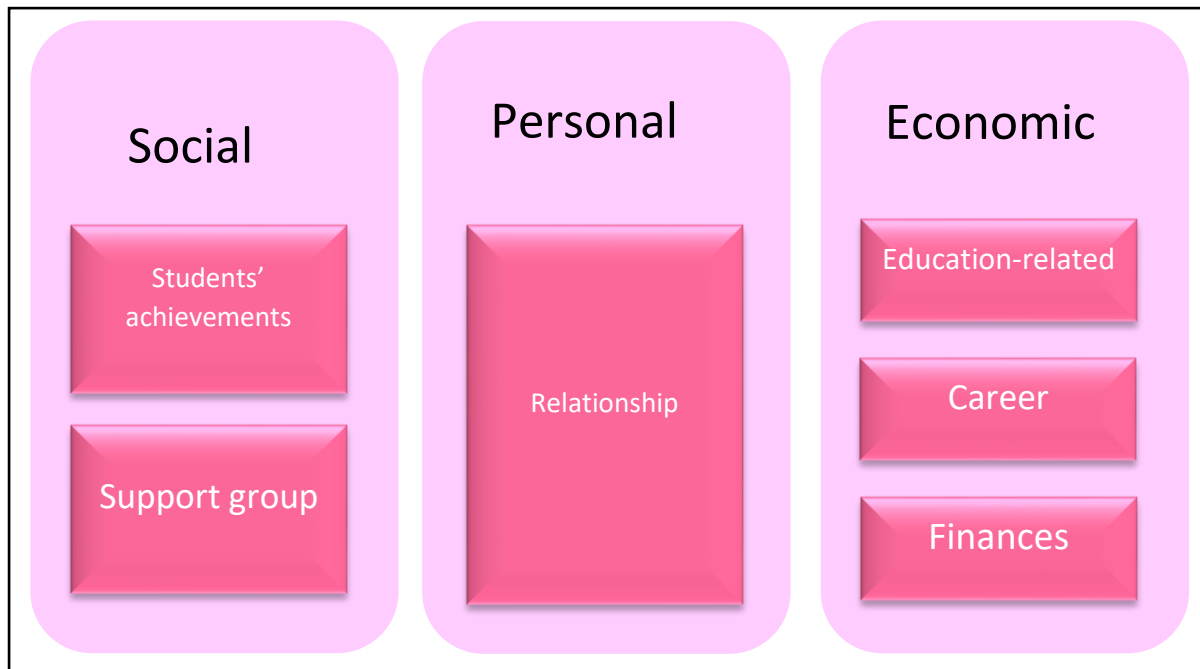 Social
Students’
achievements
Support group
Personal
Relationship
Economic
Education-related
Career
Finances